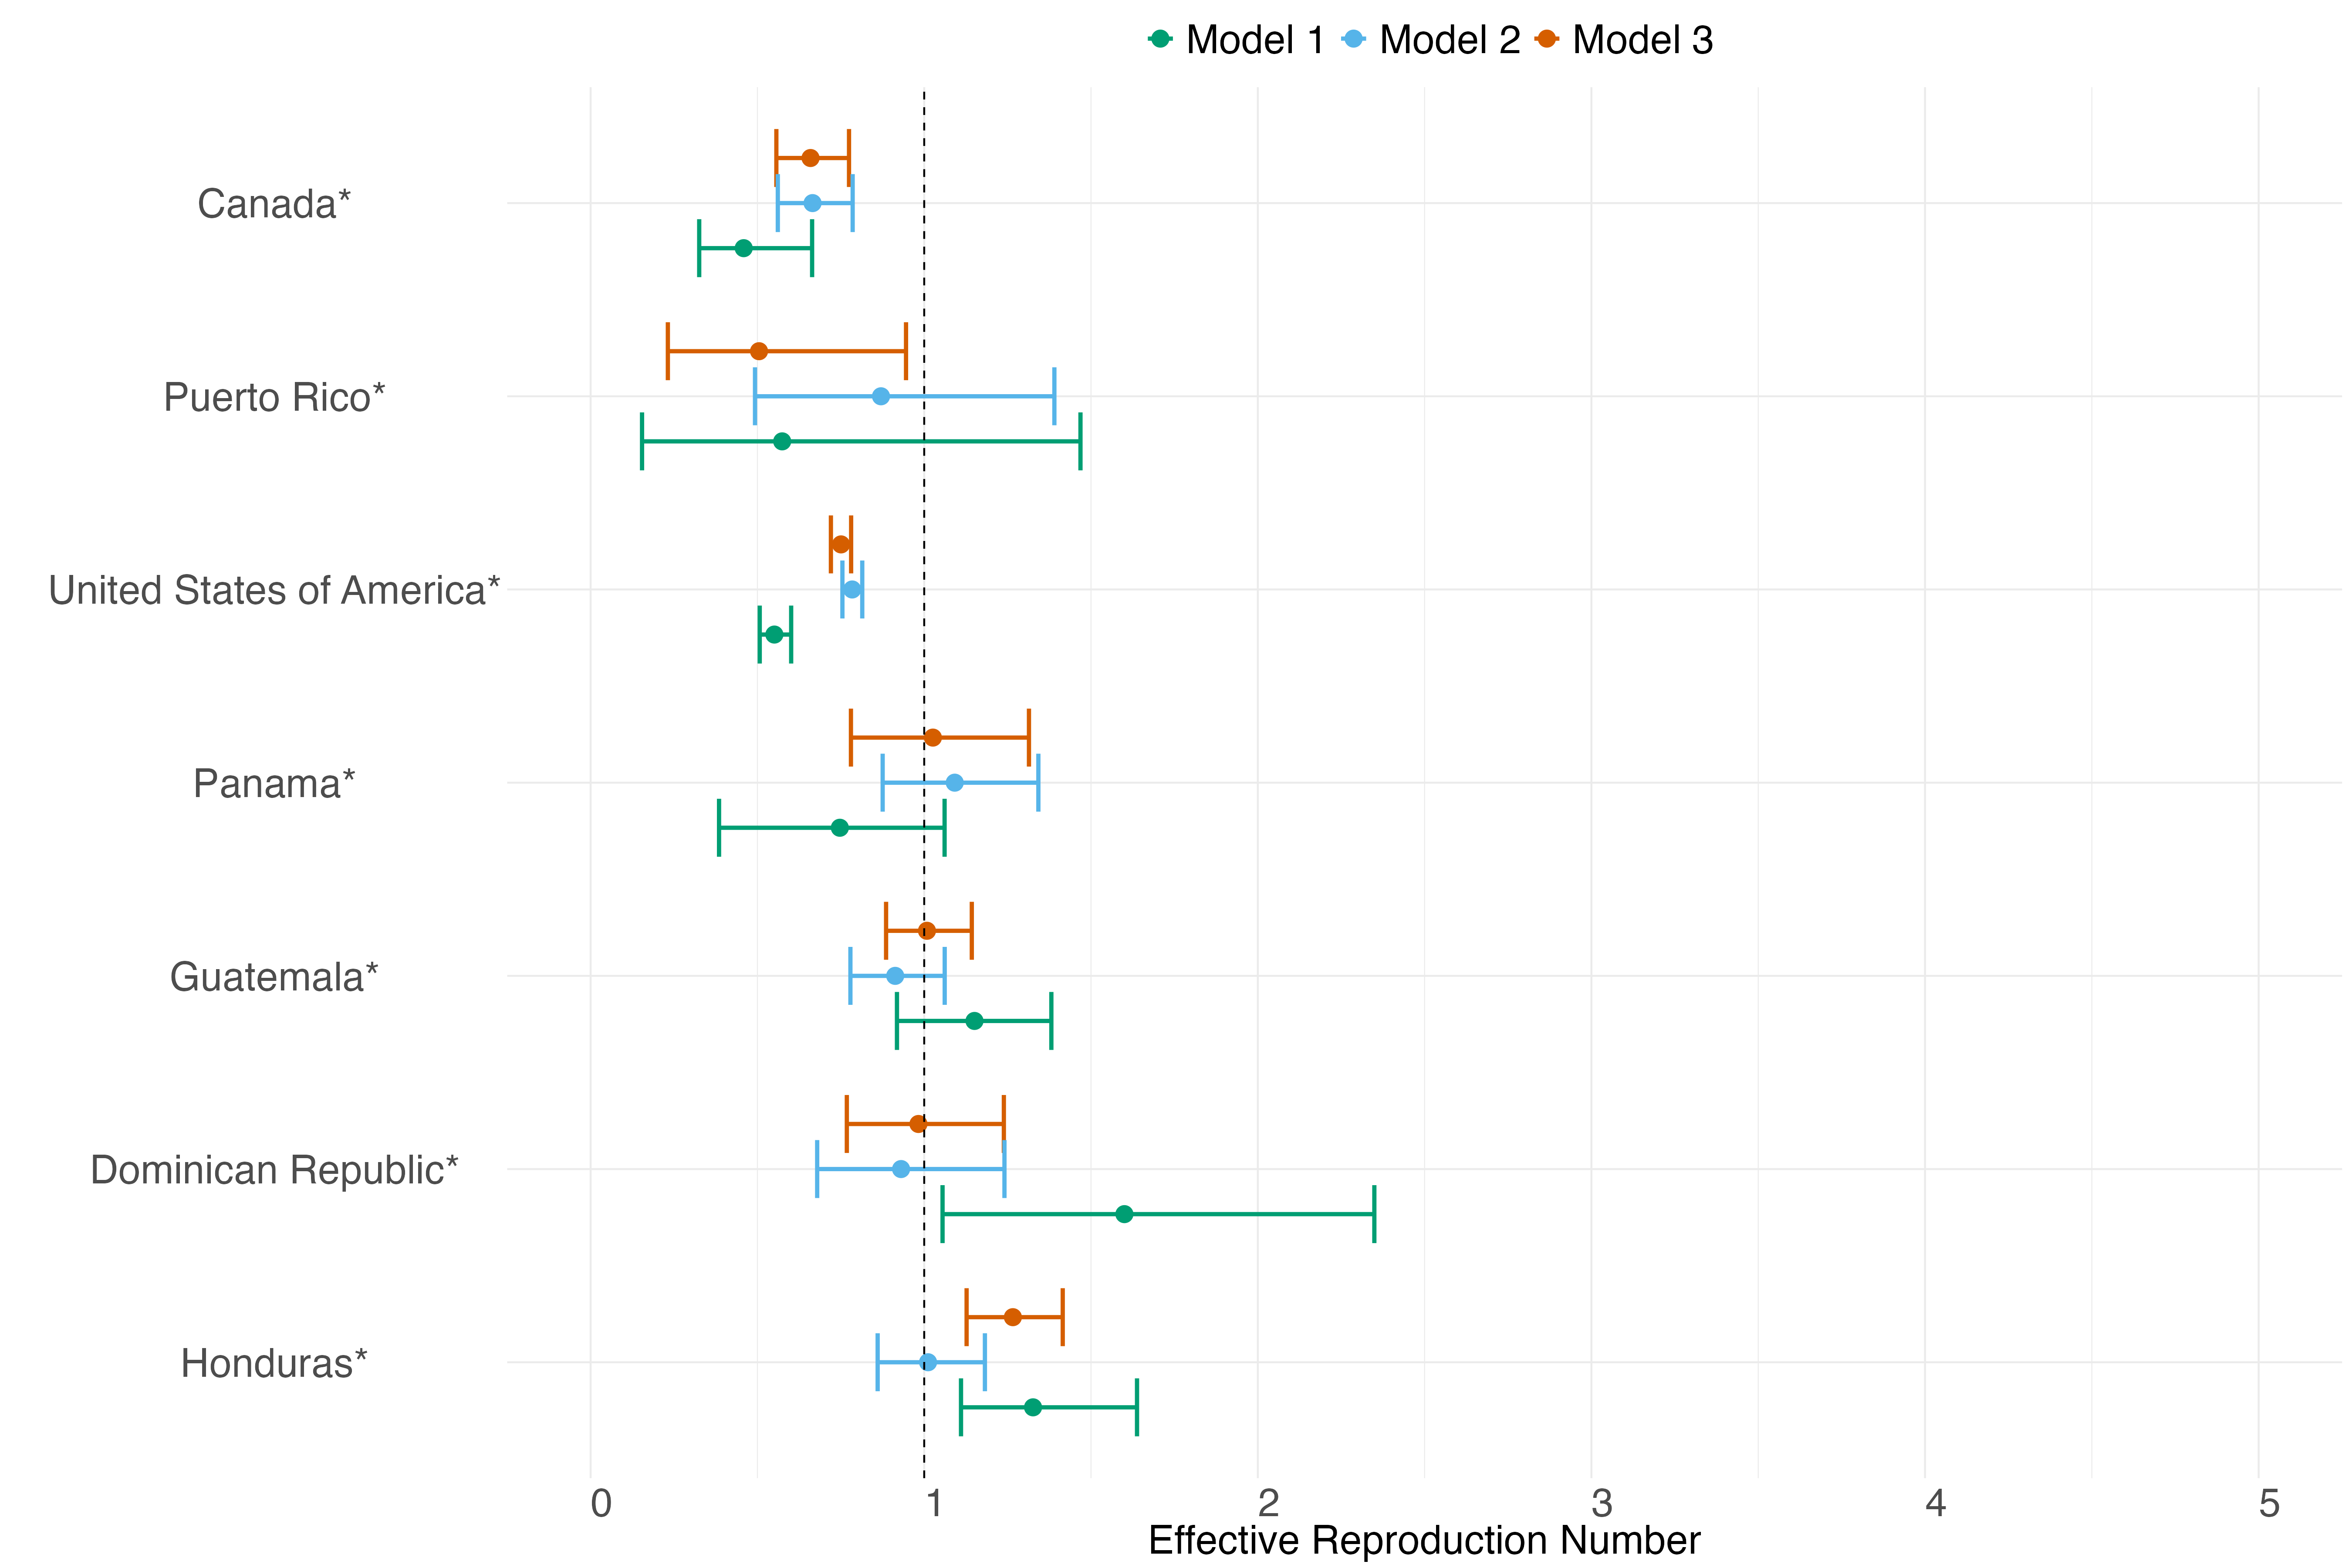 Model 1 Model 2 Model 3
Canada*
Puerto Rico*
United States of America*
Panama*
Guatemala*
Dominican Republic*
Honduras*
0 1 2 3 4 5
Effective Reproduction Number